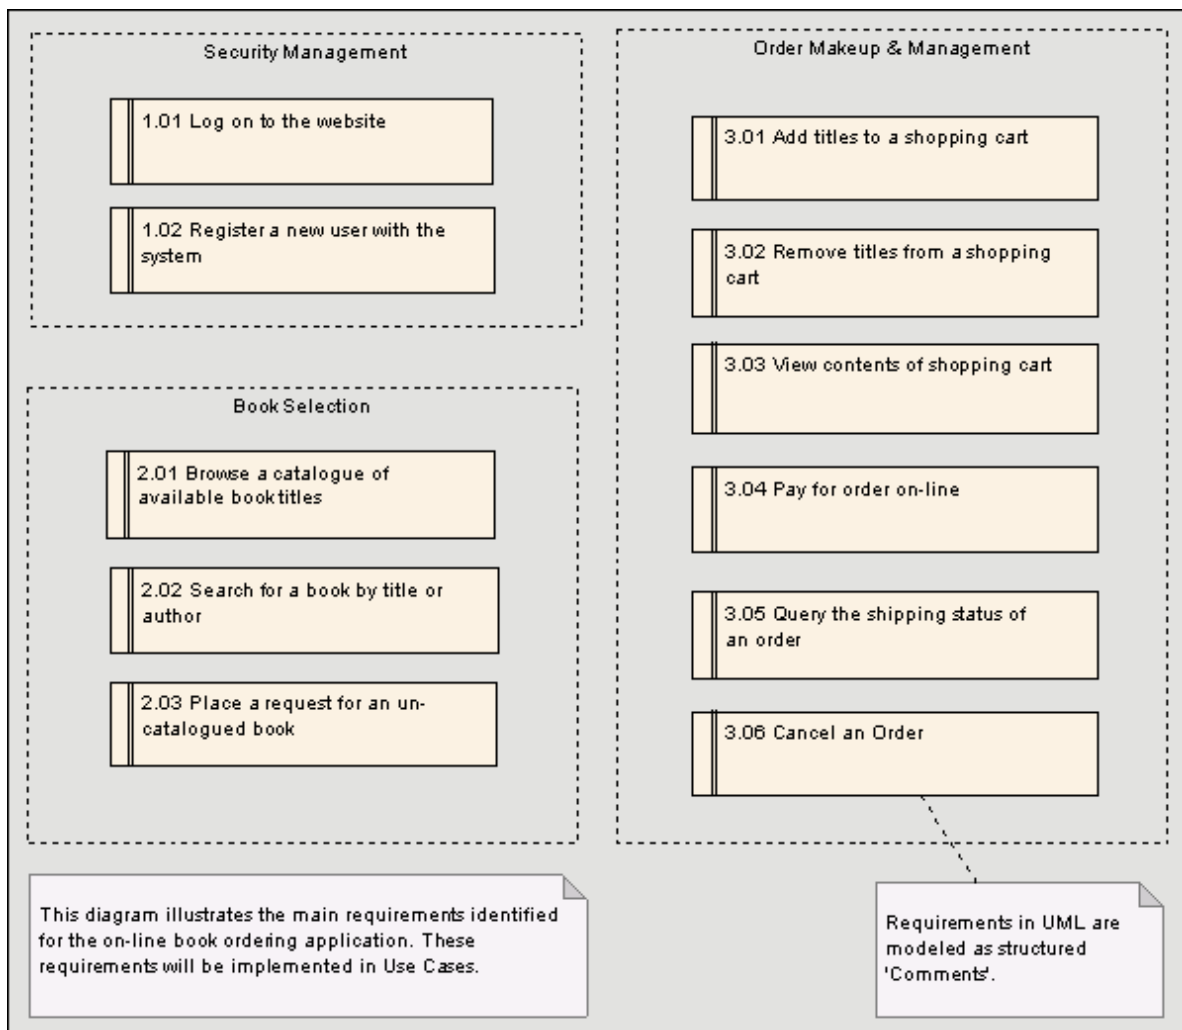 Security Management
1.01 Log on to the website
1.02 Register a new user with the
system
Book Selection
2.01 Browse a catalogue of
available book titles
2.02 Search for a book by title or
author
2.03 Place a request for an un-
catalogued book
Order Makeup & Management
3.01 Add titles to a shopping cart
3.02 Remove titles from a shopping
cart
3.03 View contents of shopping cart
3.04 Pay for order on-line
3.05 Query the shipping status of
an order
3.06 Cancel an Order
This diagram illustrates the main requirements identified
for the on-line book ordering application. These
requirements will be implemented in Use Cases.
Requirements in UML are
modeled as structured
'Comments'.